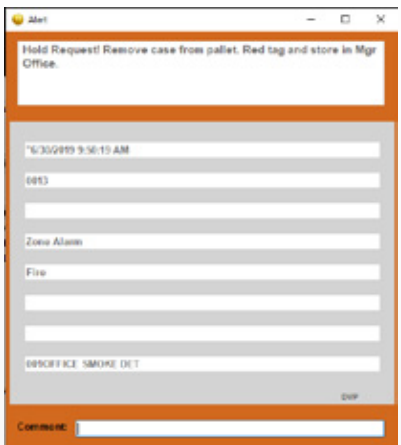 Alert
Hold Request! Remove case from pallet. Red tag and store in Mgr
Office.
"6/30/2019 9:50:19 AM
0013
Zone Alarm
Fire
009OFFICE SMOKE DET
Comment: